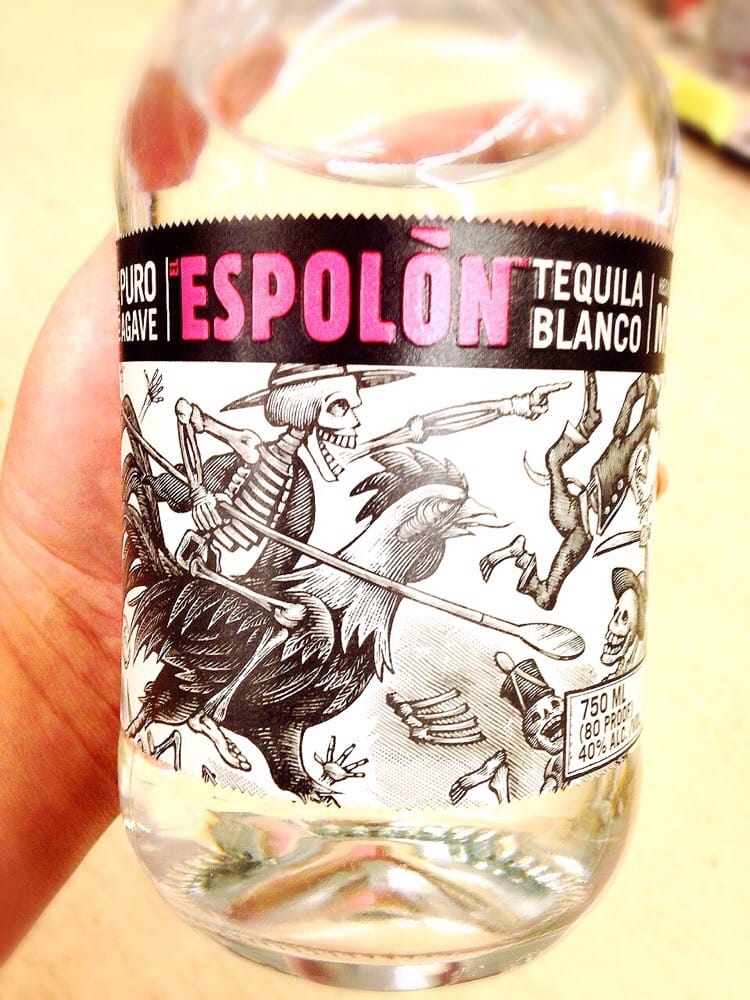 PURO
AGAVE
EL
ESPOLÒN
TEQUILA
BLANCO
750 ML
(80 PROOF)
40% ALC.